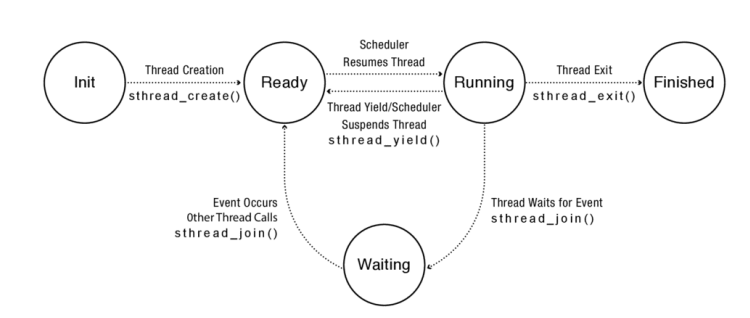 Init
Thread Creation
sthread_create()
Ready
Scheduler
Resumes Thread
Thread Yield/Scheduler
Suspends Thread
sthread_yield()
Running
Thread Exit
sthread_exit()
Finished
Event Occurs
Other Thread Calls
sthread_join()
Thread Waits for Event
sthread_join()
Waiting